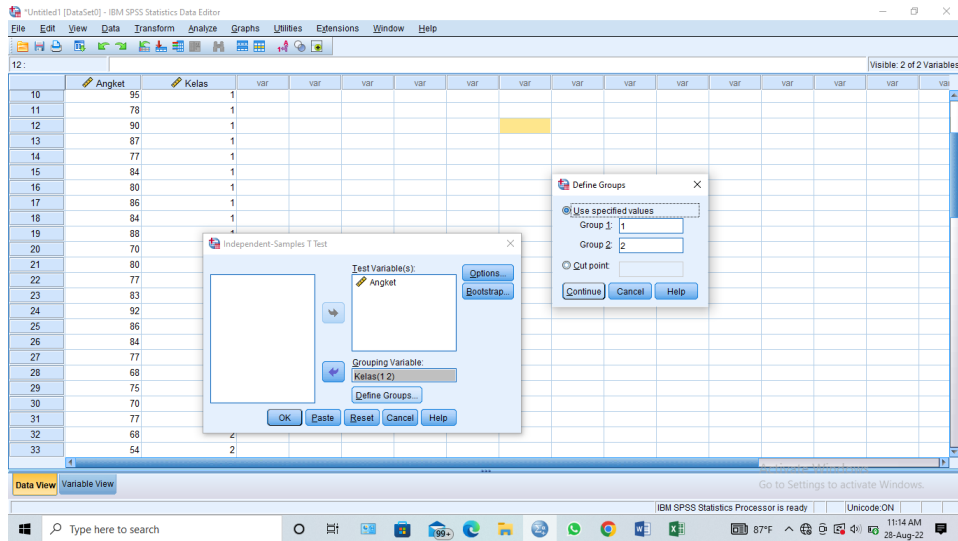 *Untitled1 [DataSet0] - IBM SPSS Statistics Data Editor
File Edit View Data Transform Analyze Graphs Utilities Extensions Window Help
12 : Visible: 2 of 2 Variables
Angket Kelas var var var var var var var var var var var var var
10 95 1
11 78 1
12 90 1
13 87 1
14 77 1
15 84 1
16 80 1
17 86 1
18 84 1
19 88 1
20 70
21 80
22 77
23 83
24 92
25 86
26 84
27 77
28 68
29 75
30 70
31 77
32 68 2
33 54 2
Independent-Samples T Test
Test Variable(s):
Angket
Options...
Bootstrap...
Grouping Variable:
Kelas(1 2)
Define Groups...
OK Paste Reset Cancel Help
Define Groups
Use specified values
Group 1: 1
Group 2: 2
Cut point:
Continue Cancel Help
Data View Variable View
Go to Settings to activate Windows.
IBM SPSS Statistics Processor is ready Unicode:ON
Type here to search
99+
87°F
11:14 AM
28-Aug-22